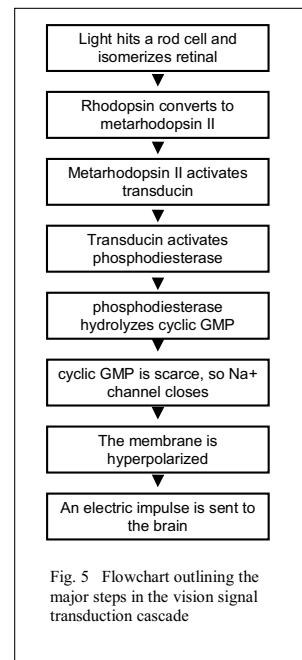 Light hits a rod cell and
isomerizes retinal
Rhodopsin converts to
metarhodopsin II
Metarhodopsin II activates
transducin
Transducin activates
phosphodiesterase
phosphodiesterase
hydrolyzes cyclic GMP
cyclic GMP is scarce, so Na+
channel closes
The membrane is
hyperpolarized
An electric impulse is sent to
the brain
Fig. 5 Flowchart outlining the
major steps in the vision signal
transduction cascade